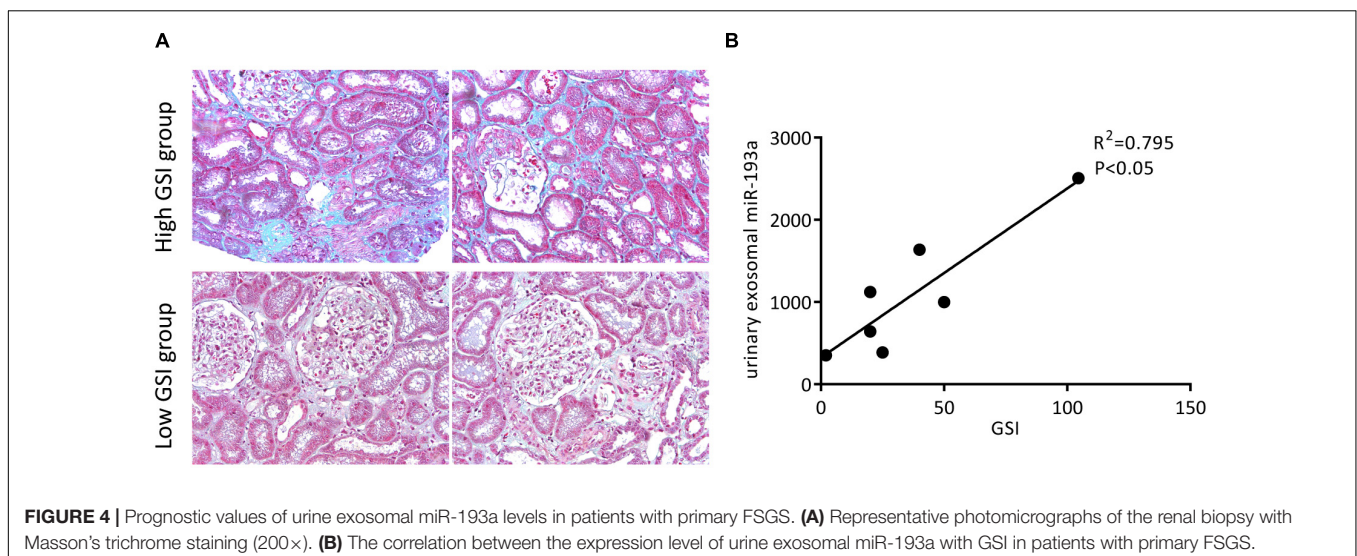 A
B
High GSI group
Low GSI group
urinary exosomal miR-193a
3000
2000
1000
0
0
50
100
150
GSI
R²=0.795
P<0.05
FIGURE 4 | Prognostic values of urine exosomal miR-193a levels in patients with primary FSGS. (A) Representative photomicrographs of the renal biopsy with
Masson's trichrome staining (200×). (B) The correlation between the expression level of urine exosomal miR-193a with GSI in patients with primary FSGS.